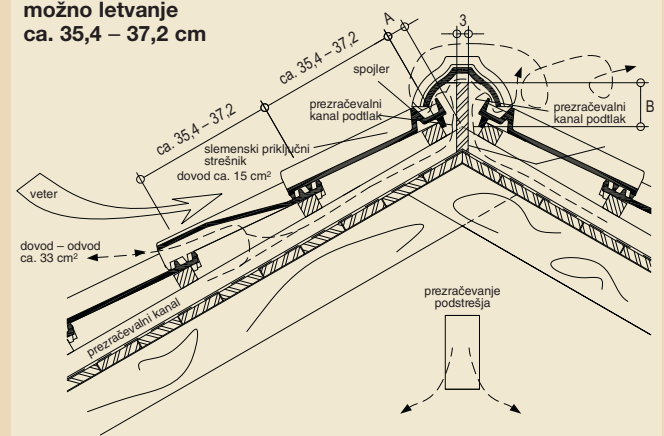 možno letvanje
ca. 35,4 – 37,2 cm
ca. 35,4 – 37,2
A
3
spojler
ca. 35,4 – 37,2
prezračevalni
kanal podtlak
prezračevalni
kanal podtlak
B
slemenski priključni
strešnik
dovod ca. 15 cm²
veter
dovod – odvod
ca. 33 cm²
prezračevalni kanal
prezračevanje
podstrešja